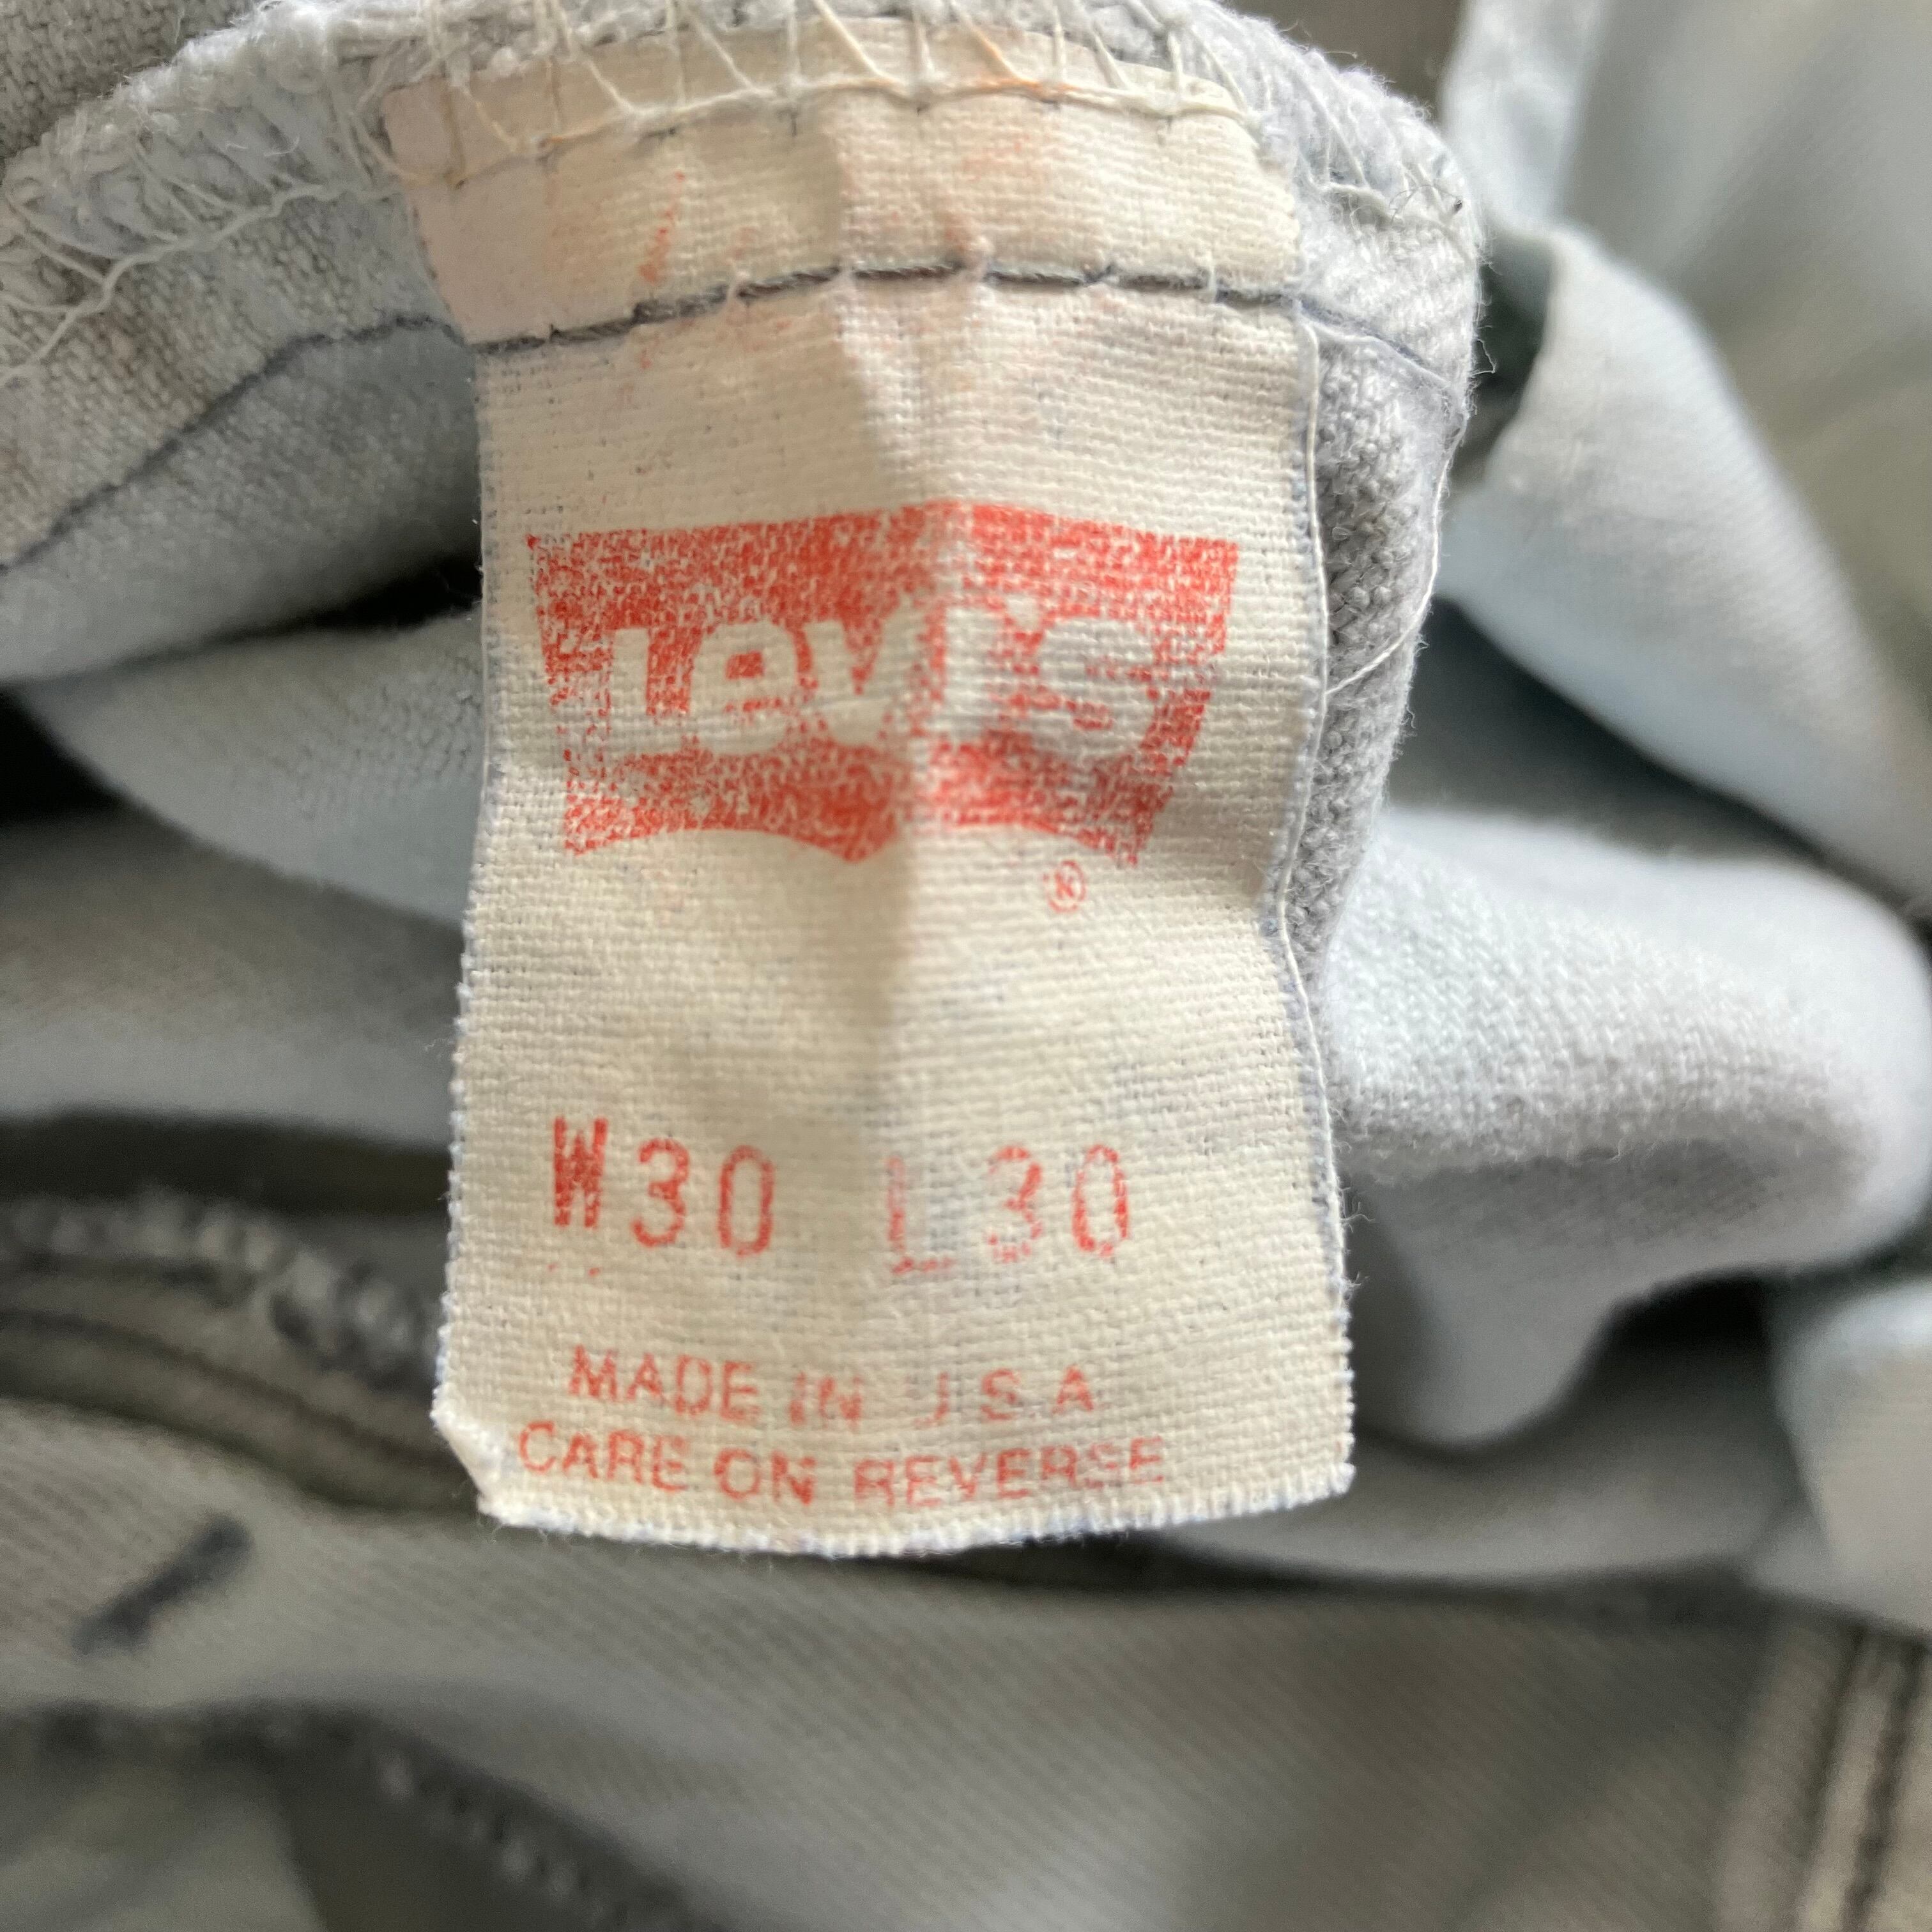 Levi's
®
W30 L30
MADE IN U.S.A.
CARE ON REVERSE